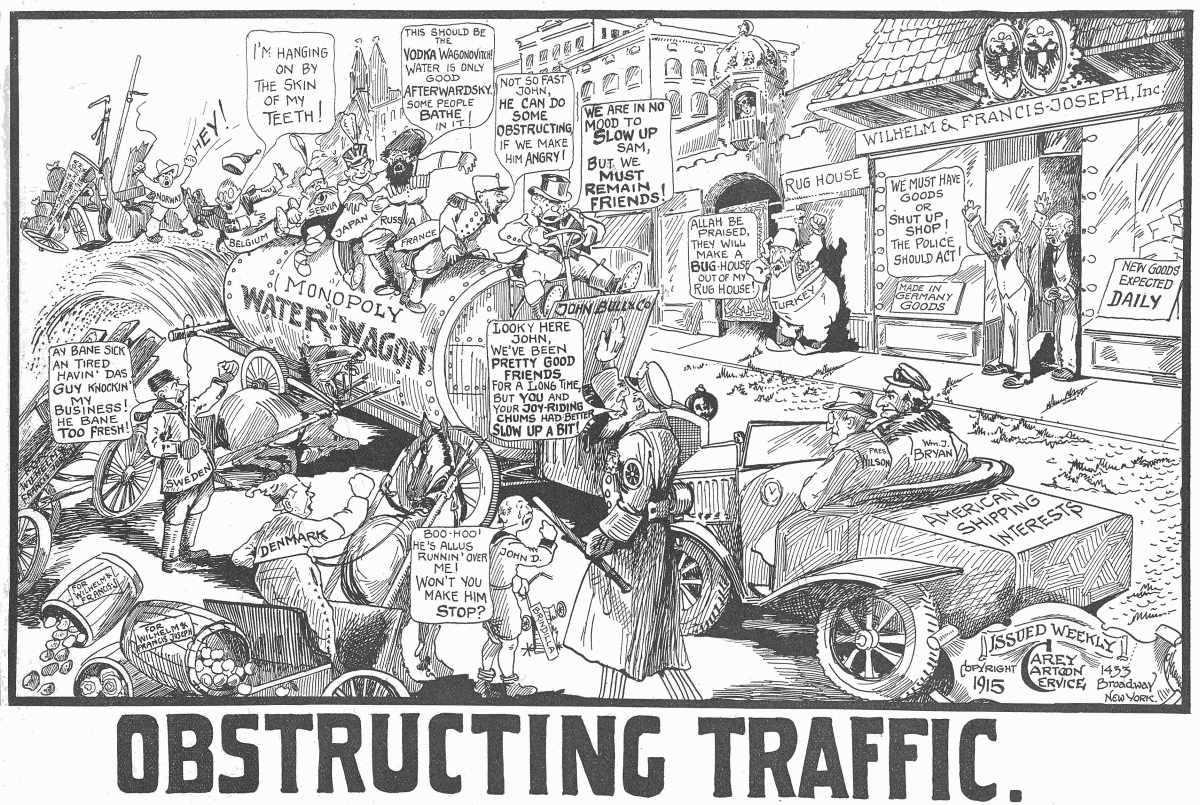 HEY!
I'M HANGING
ON BY
THE SKIN
OF MY
TEETH!
THIS SHOULD BE
THE
VODKA WAGONOVITCH!
WATER IS ONLY
GOOD
AFTERWARDSKY.
SOME PEOPLE
BATHE
IN IT!
NOT SO FAST
JOHN,
HE CAN DO
SOME
OBSTRUCTING,
IF WE MAKE
HIM ANGRY!
WE ARE IN NO
MOOD TO
SLOW UP
SAM,
BUT WE
MUST
REMAIN
FRIENDS!
NORWAY
BELGIUM
SERVIA
JAPAN
RUSSIA
FRANCE
MONOPOLY
WATER-WAGON
JOHN BULL & CO.
WILHELM & FRANCIS-JOSEPH, Inc.
RUG HOUSE
ALLAH BE
PRAISED,
THEY WILL
MAKE A
BUG-HOUSE
OUT OF MY
RUG HOUSE!
TURKEY
WE MUST HAVE
GOODS
OR
SHUT UP
SHOP!
THE POLICE
SHOULD ACT!
MADE IN
GERMANY
GOODS
NEW GOODS
EXPECTED
DAILY
LOOKY HERE
JOHN,
WE'VE BEEN
PRETTY GOOD
FRIENDS
FOR A LONG TIME,
BUT YOU AND
YOUR JOY-RIDING
CHUMS HAD BETTER
SLOW UP A BIT!
AY BANE SICK
AN TIRED
HAVIN' DAS
GUY KNOCKIN'
MY
BUSINESS!
HE BANE
TOO FRESH!
SWEDEN
DENMARK
BOO-HOO!
HE'S ALLUS
RUNNIN' OVER
ME!
WON'T YOU
MAKE HIM
STOP?
JOHN D.
BRINDILLA
PRES.
WILSON
Wm. J.
BRYAN
AMERICAN
SHIPPING
INTERESTS
FOR
WILHELM &
FRANCIS J.
FOR
WILHELM &
FRANCIS JOSEPH
ISSUED WEEKLY
COPYRIGHT
1915
CAREY
CARTOON
SERVICE
1433
Broadway
NEW YORK.
OBSTRUCTING TRAFFIC.